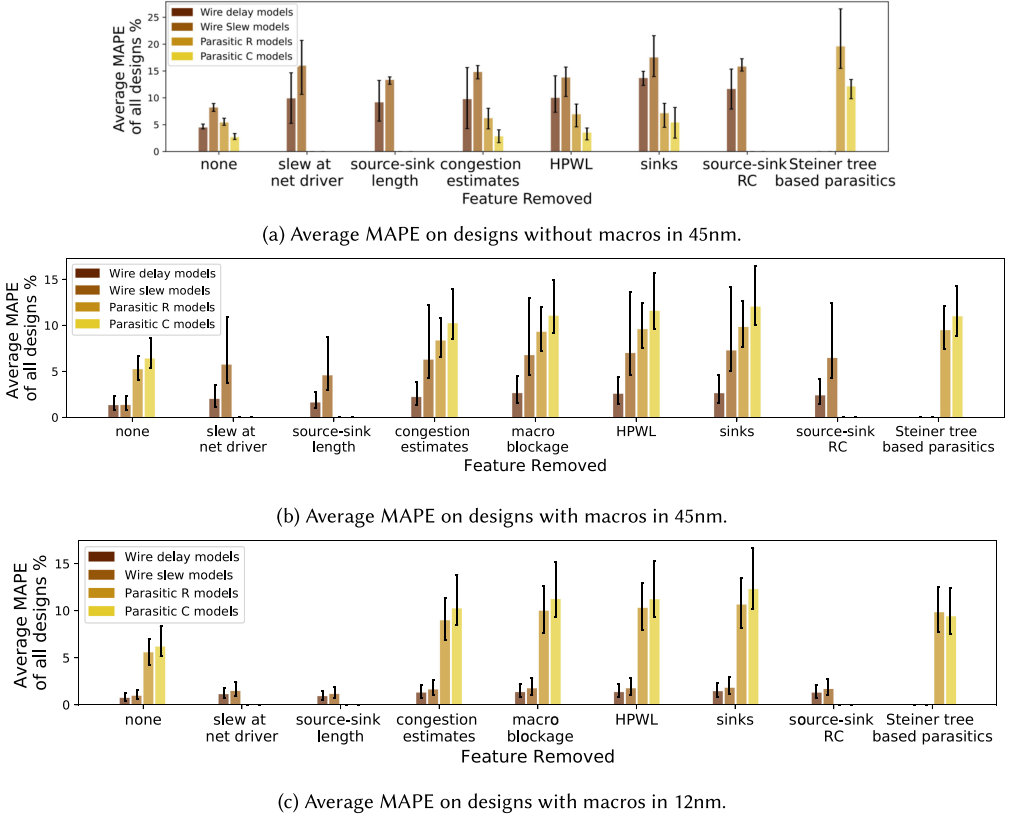 Average MAPE
of all designs %
25
20
15
10
5
0
Wire delay models
Wire Slew models
Parasitic R models
Parasitic C models
none
slew at
net driver
source-sink
length
congestion
estimates
HPWL
sinks
source-sink
RC
Steiner tree
based parasitics
Feature Removed
(a) Average MAPE on designs without macros in 45nm.
Average MAPE
of all designs %
15
10
5
0
Wire delay models
Wire slew models
Parasitic R models
Parasitic C models
none
slew at
net driver
source-sink
length
congestion
estimates
macro
blockage
HPWL
sinks
source-sink
RC
Steiner tree
based parasitics
Feature Removed
(b) Average MAPE on designs with macros in 45nm.
Average MAPE
of all designs %
15
10
5
0
Wire delay models
Wire slew models
Parasitic R models
Parasitic C models
none
slew at
net driver
source-sink
length
congestion
estimates
macro
blockage
HPWL
sinks
source-sink
RC
Steiner tree
based parasitics
Feature Removed
(c) Average MAPE on designs with macros in 12nm.